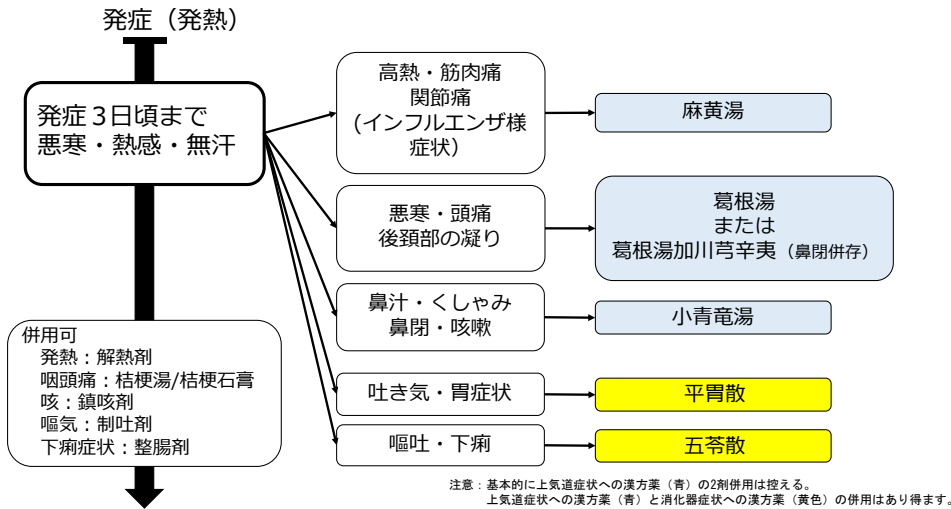 発症（発熱）
発症３日頃まで
悪寒・熱感・無汗
高熱・筋肉痛
関節痛
(インフルエンザ様
症状）
麻黄湯
悪寒・頭痛
後頚部の凝り
葛根湯
または
葛根湯加川芎辛夷（鼻閉併存）
鼻汁・くしゃみ
鼻閉・咳嗽
小青竜湯
吐き気・胃症状
平胃散
嘔吐・下痢
五苓散
併用可
発熱：解熱剤
咽頭痛：桔梗湯/桔梗石膏
咳：鎮咳剤
嘔気：制吐剤
下痢症状：整腸剤
注意：基本的に上気道症状への漢方薬（青）の2剤併用は控える。
上気道症状への漢方薬（青）と消化器症状への漢方薬（黄色）の併用はあり得ます。